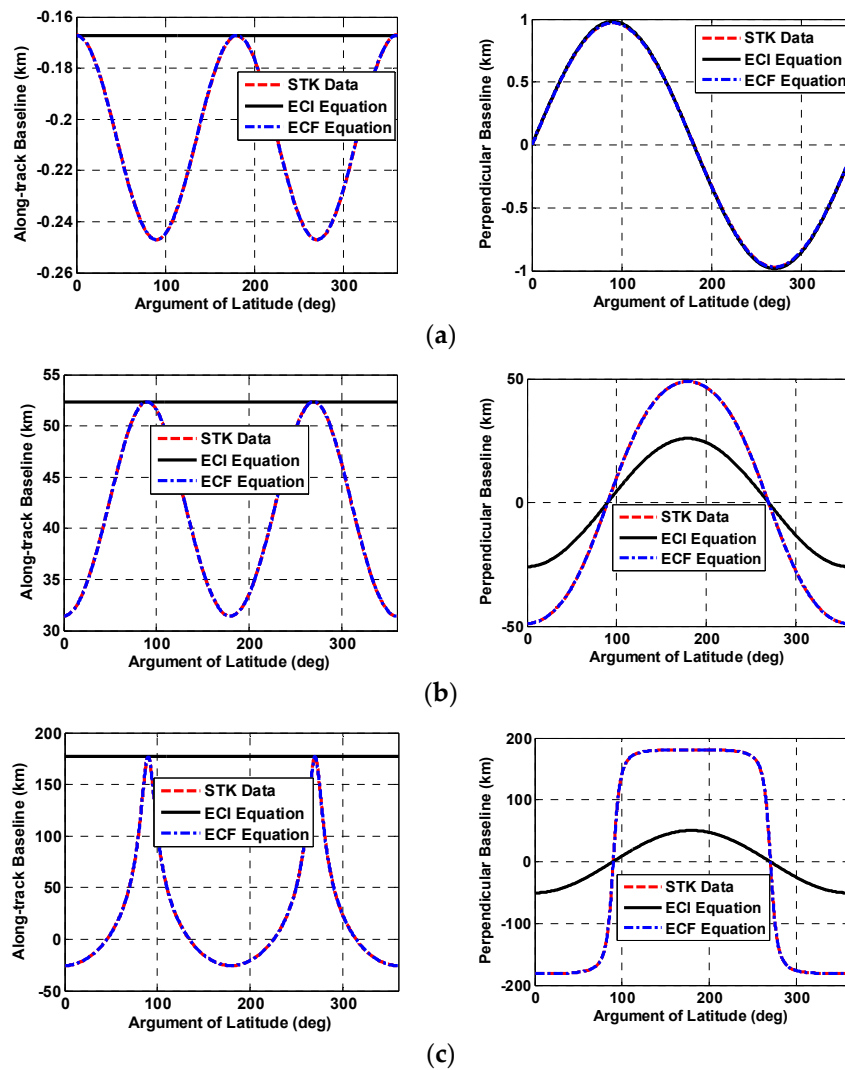 -0.16
-0.18
-0.2
-0.22
-0.24
-0.26
Along-track Baseline (km)
STK Data
ECI Equation
ECF Equation
0 100 200 300
Argument of Latitude (deg)
1
0.5
0
-0.5
-1
Perpendicular Baseline (km)
STK Data
ECI Equation
ECF Equation
0 100 200 300
Argument of Latitude (deg)
(a)
55
50
45
40
35
30
Along-track Baseline (km)
STK Data
ECI Equation
ECF Equation
0 100 200 300
Argument of Latitude (deg)
50
0
-50
Perpendicular Baseline (km)
STK Data
ECI Equation
ECF Equation
0 100 200 300
Argument of Latitude (deg)
(b)
200
150
100
50
0
-50
Along-track Baseline (km)
STK Data
ECI Equation
ECF Equation
0 100 200 300
Argument of Latitude (deg)
200
100
0
-100
-200
Perpendicular Baseline (km)
STK Data
ECI Equation
ECF Equation
0 100 200 300
Argument of Latitude (deg)
(c)